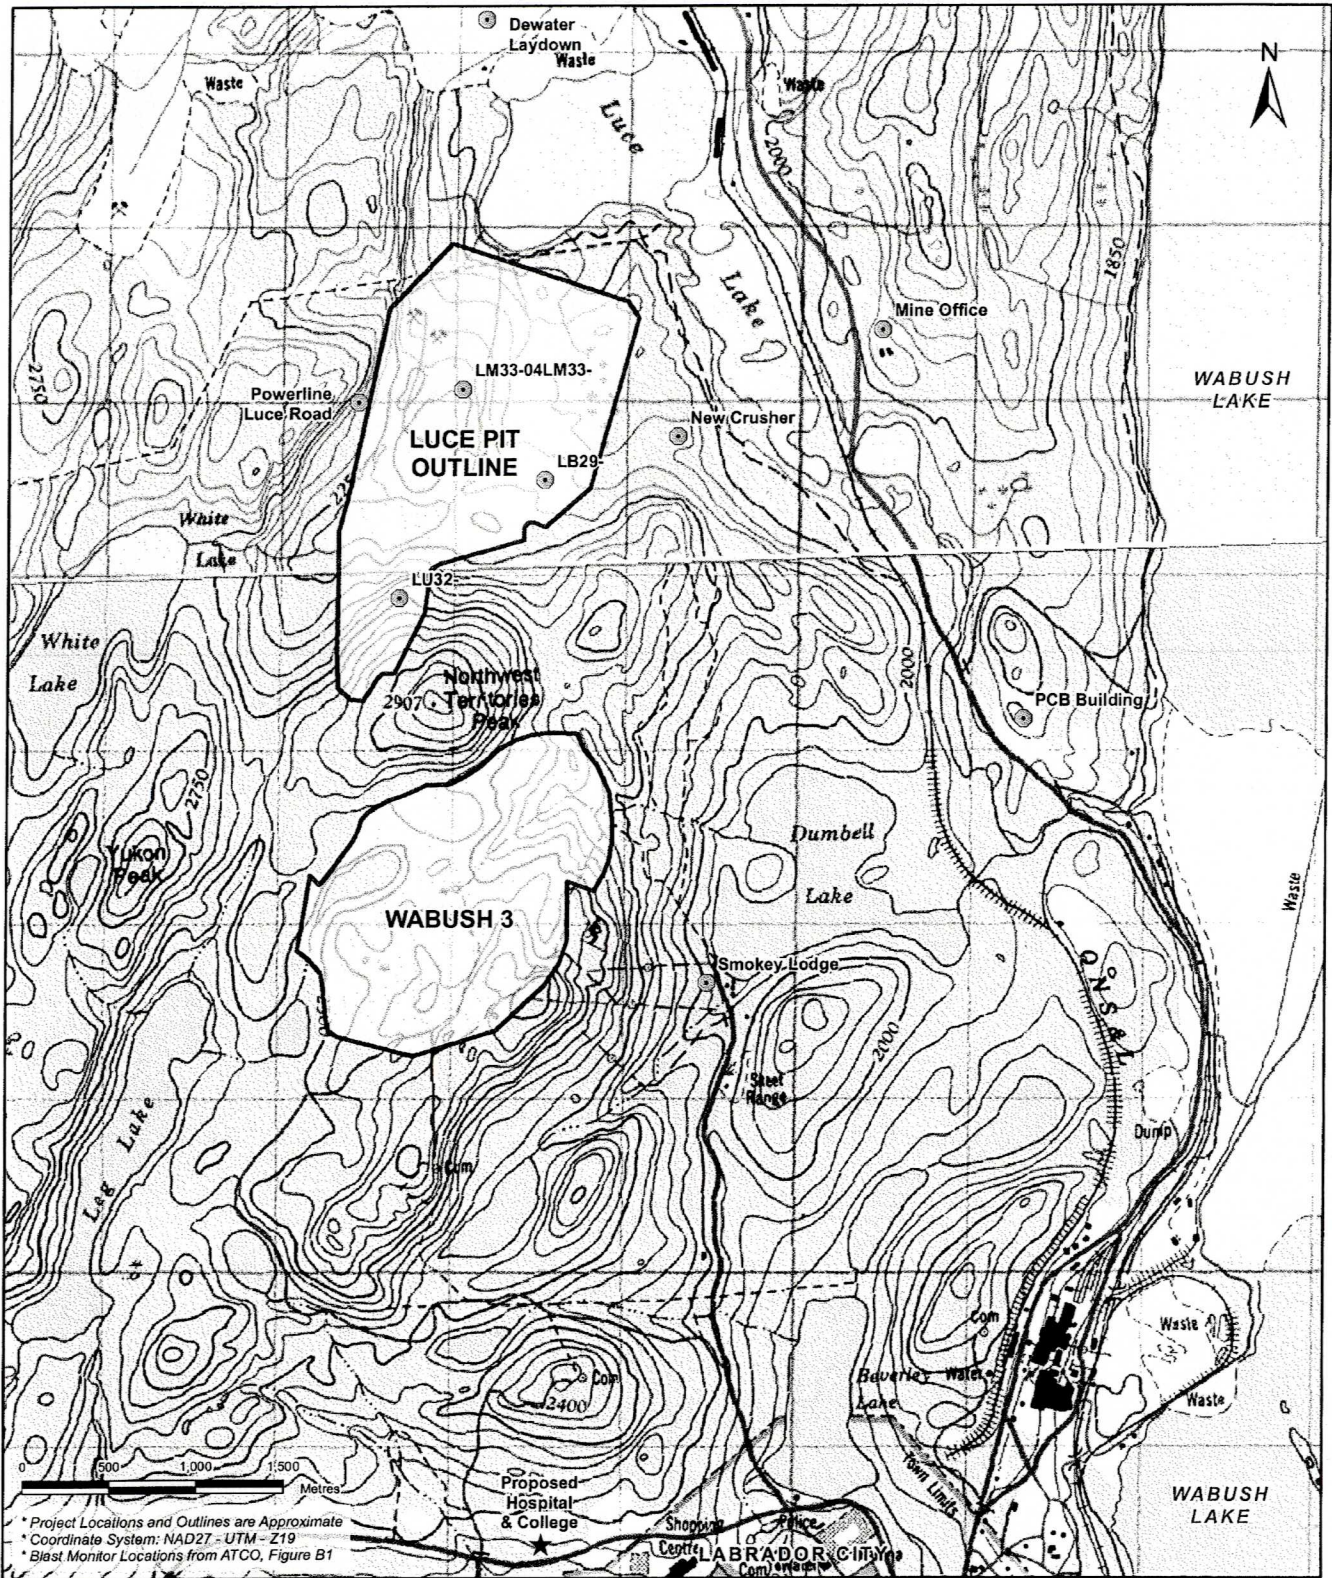 Dewater
Laydown
Waste
Waste
Waste
N
Luce
2000
Lake
1850
Mine Office
2750
WABUSH
LAKE
LM33-04LM33-
Powerline
Luce Road
New Crusher
LUCE PIT
OUTLINE
LB29-
White
Lake
LU32-
White
Lake
2000
Northwest
Territories
Peak
2907
PCB Building
2750
Dumbell
Lake
Yukon
Peak
WABUSH 3
Waste
Smokey Lodge
QNS&L
2000
Skeet
Range
Dump
Leg Lake
Com
Com
Waste
Beverley
Lake
Water
Com
Waste
2400
Town Limits
0 500 1,000 1,500
Metres
Proposed
Hospital
& College
WABUSH
LAKE
* Project Locations and Outlines are Approximate
* Coordinate System: NAD27 - UTM - Z19
* Blast Monitor Locations from ATCO, Figure B1
Shopping
Centre
Police
LABRADOR CITY
Com